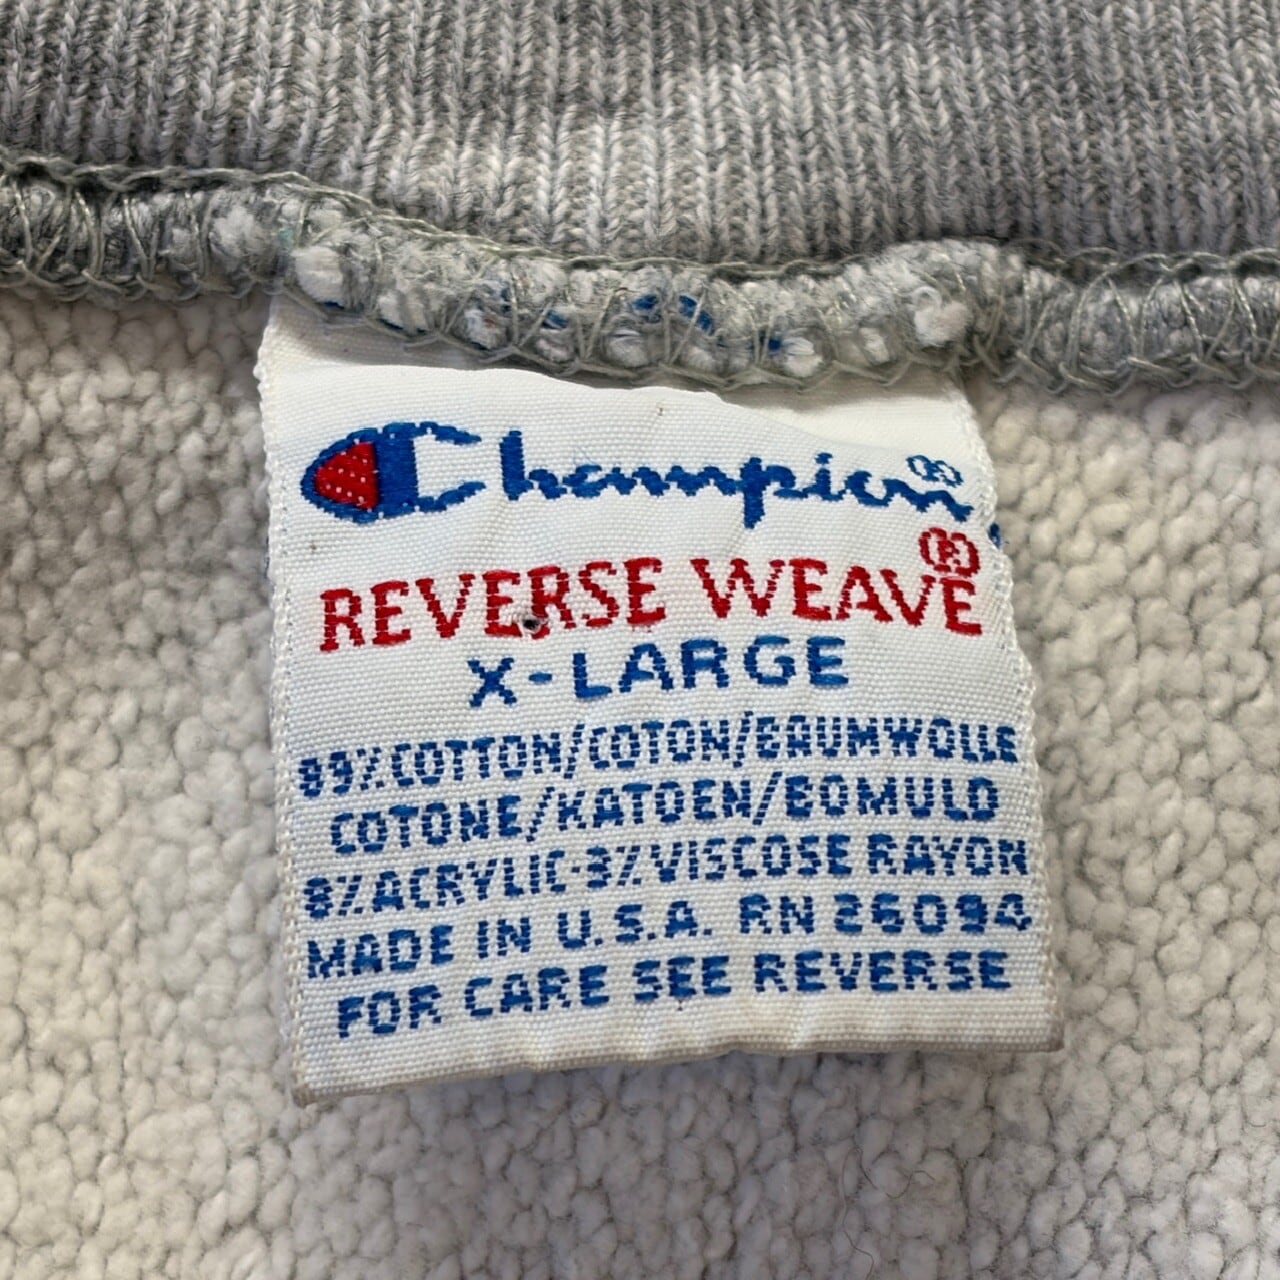 Champion®
REVERSE WEAVE®
X-LARGE
89% COTTON/COTON/BAUMWOLLE
COTONE/KATOEN/BOMULD
8% ACRYLIC-3% VISCOSE RAYON
MADE IN U.S.A. RN 26094
FOR CARE SEE REVERSE